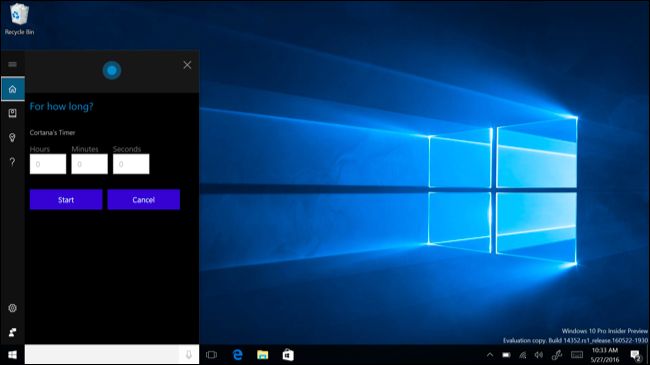 Recycle Bin
For how long?
Cortana's Timer
Hours Minutes Seconds
0 0 0
Start Cancel
Windows 10 Pro Insider Preview
Evaluation copy. Build 14352.rs1_release.160522-1930
10:33 AM
5/27/2016
2